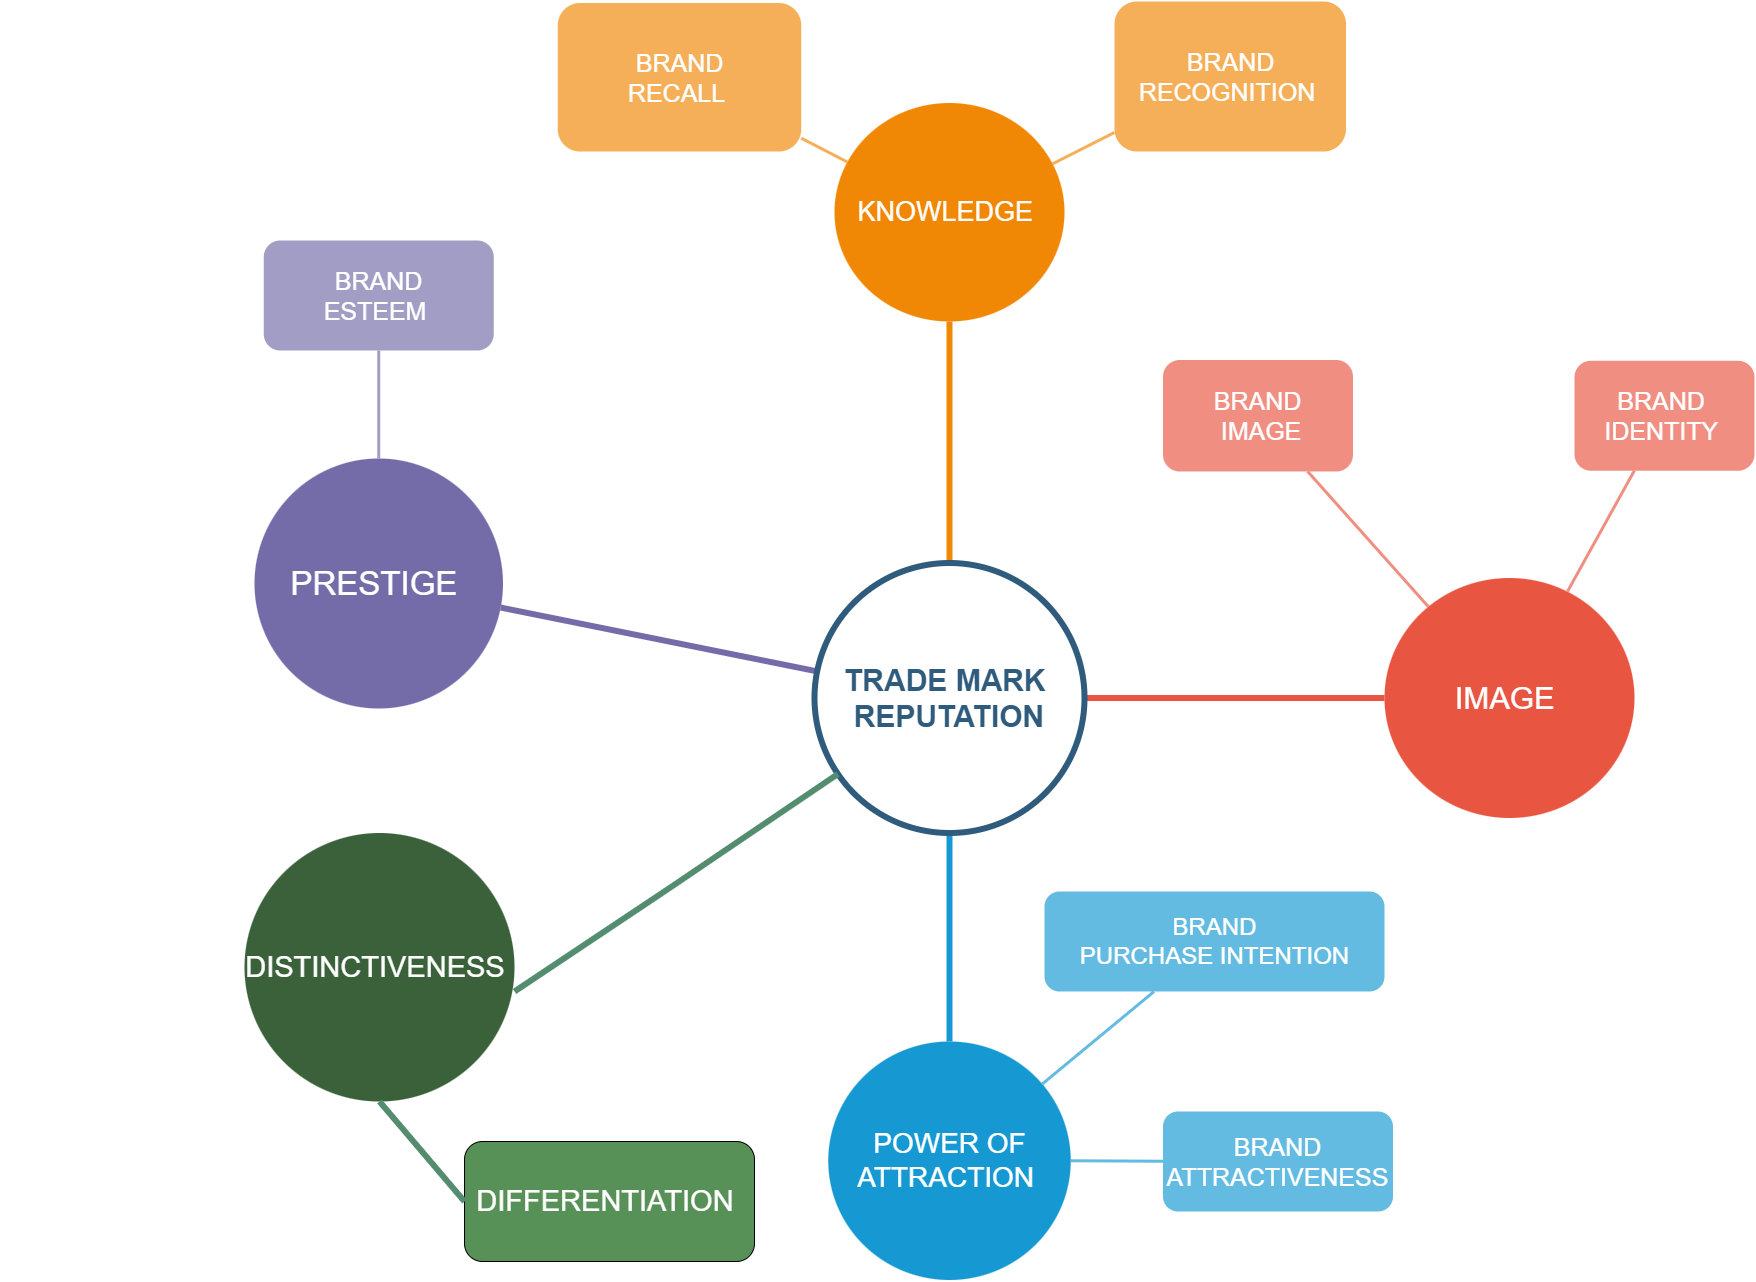 BRAND
RECALL
BRAND
RECOGNITION
KNOWLEDGE
BRAND
ESTEEM
BRAND
IMAGE
BRAND
IDENTITY
PRESTIGE
TRADE MARK
REPUTATION
IMAGE
DISTINCTIVENESS
BRAND
PURCHASE INTENTION
POWER OF
ATTRACTION
BRAND
ATTRACTIVENESS
DIFFERENTIATION